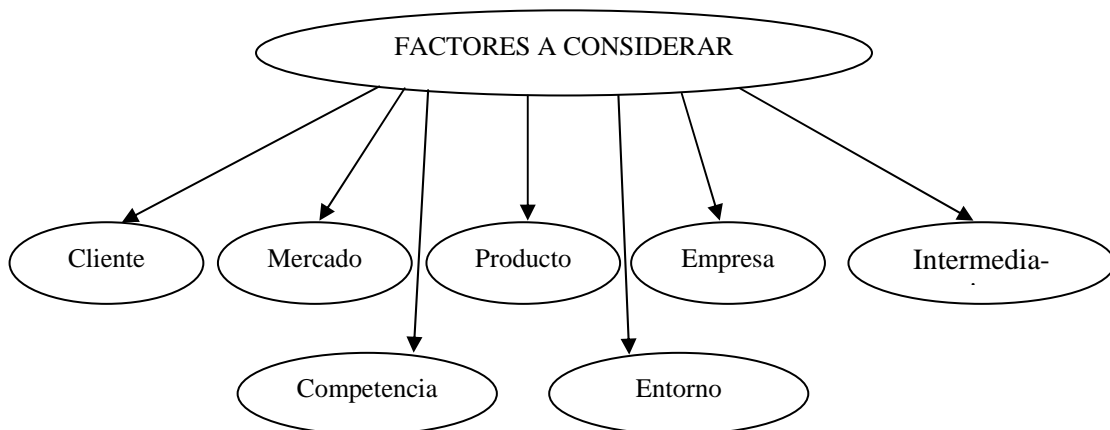 FACTORES A CONSIDERAR
Cliente
Mercado
Producto
Empresa
Intermedia-
Competencia
Entorno